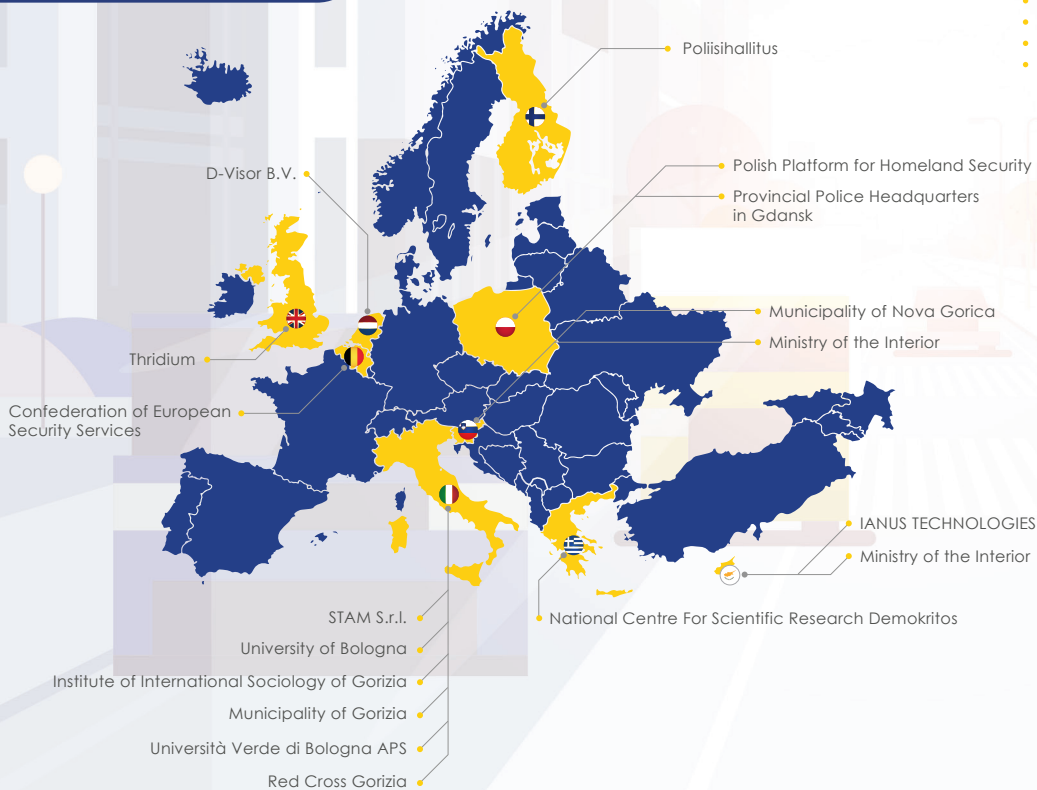 Poliisihallitus
D-Visor B.V.
Polish Platform for Homeland Security
Provincial Police Headquarters
in Gdansk
Municipality of Nova Gorica
Ministry of the Interior
Thridium
Confederation of European
Security Services
IANUS TECHNOLOGIES
Ministry of the Interior
National Centre For Scientific Research Demokritos
STAM S.r.l.
University of Bologna
Institute of International Sociology of Gorizia
Municipality of Gorizia
Università Verde di Bologna APS
Red Cross Gorizia